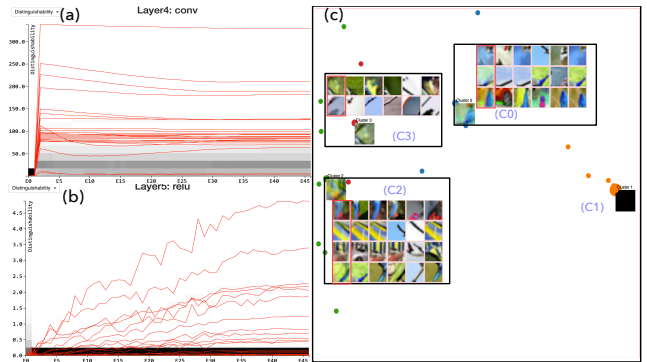 Distinguishability
(a)
Layer4: conv
Distinguishability
300.0
250.0
200.0
150.0
100.0
50.0
E0
E5
E10
E15
E20
E25
E30
E35
E40
E45
Distinguishability
(b)
Layer5: relu
Distinguishability
4.5
4.0
3.5
3.0
2.5
2.0
1.5
1.0
0.5
0.0
E0
E5
E10
E15
E20
E25
E30
E35
E40
E45
(c)
Cluster 0
(C0)
Cluster 3
(C3)
Cluster 1
(C1)
Cluster 2
(C2)